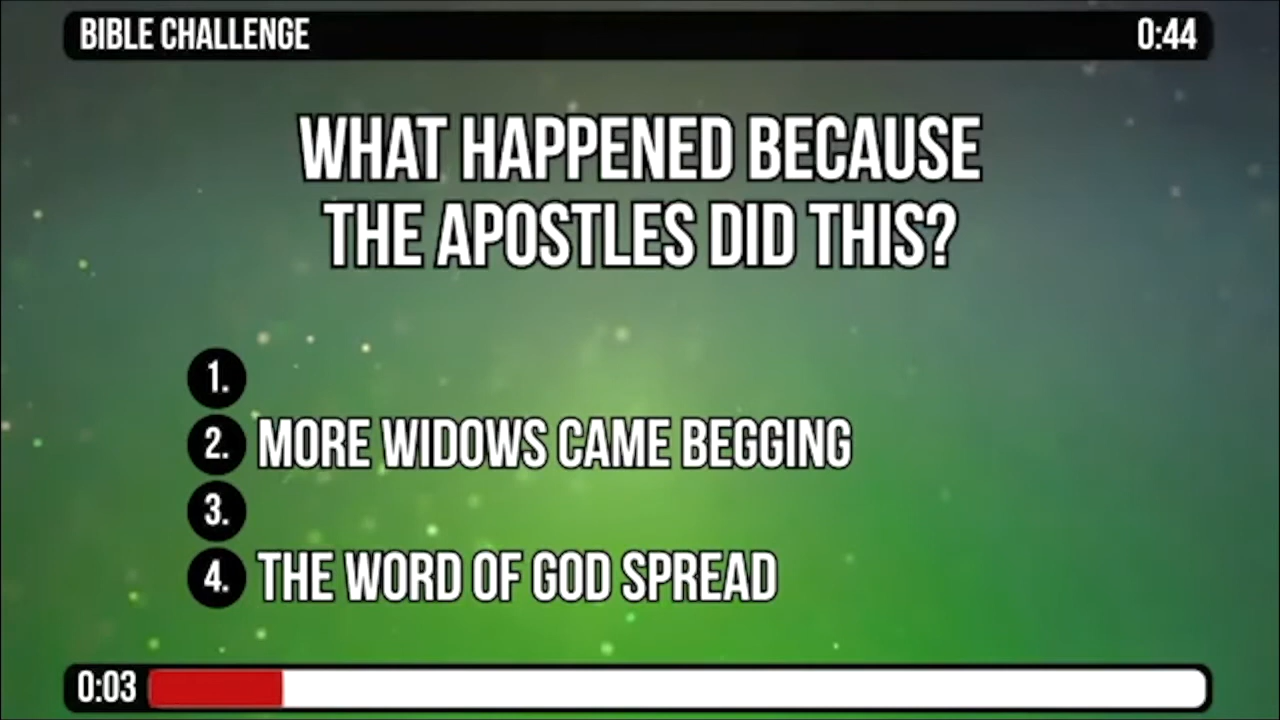 BIBLE CHALLENGE 0:44
WHAT HAPPENED BECAUSE
THE APOSTLES DID THIS?
1.
2. MORE WIDOWS CAME BEGGING
3.
4. THE WORD OF GOD SPREAD
0:03